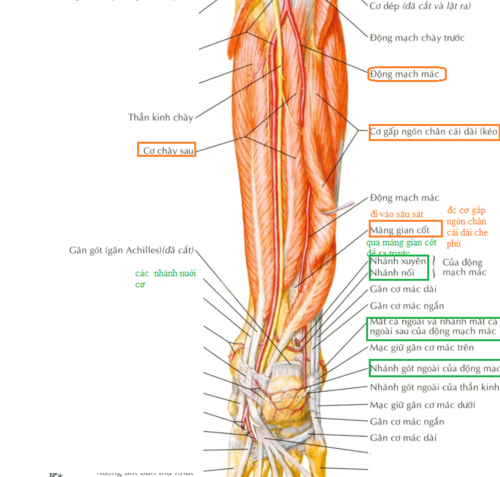 Cơ dép (đã cắt và lật ra)
Động mạch chày trước
Động mạch mác
Thần kinh chày
Cơ gấp ngón chân cái dài (kéo
Cơ chày sau
Động mạch mác
đi vào sâu sát
Màng gian cốt
đc cơ gấp
ngón chân
cái dài che
phủ
qua màng gian cốt
để ra trước
Gân gót (gân Achilles)(đã cắt)
các nhánh nuôi
cơ
Nhánh xuyên
Nhánh nối
Của động
mạch mác
Gân cơ mác dài
Gân cơ mác ngắn
Mắt cá ngoài và nhánh mắt cá
ngoài sau của động mạch mác
Mạc giữ gân cơ mác trên
Nhánh gót ngoài của động mạc
Nhánh gót ngoài của thần kinh
Mạc giữ gân cơ mác dưới
Gân cơ mác ngắn
Gân cơ mác dài